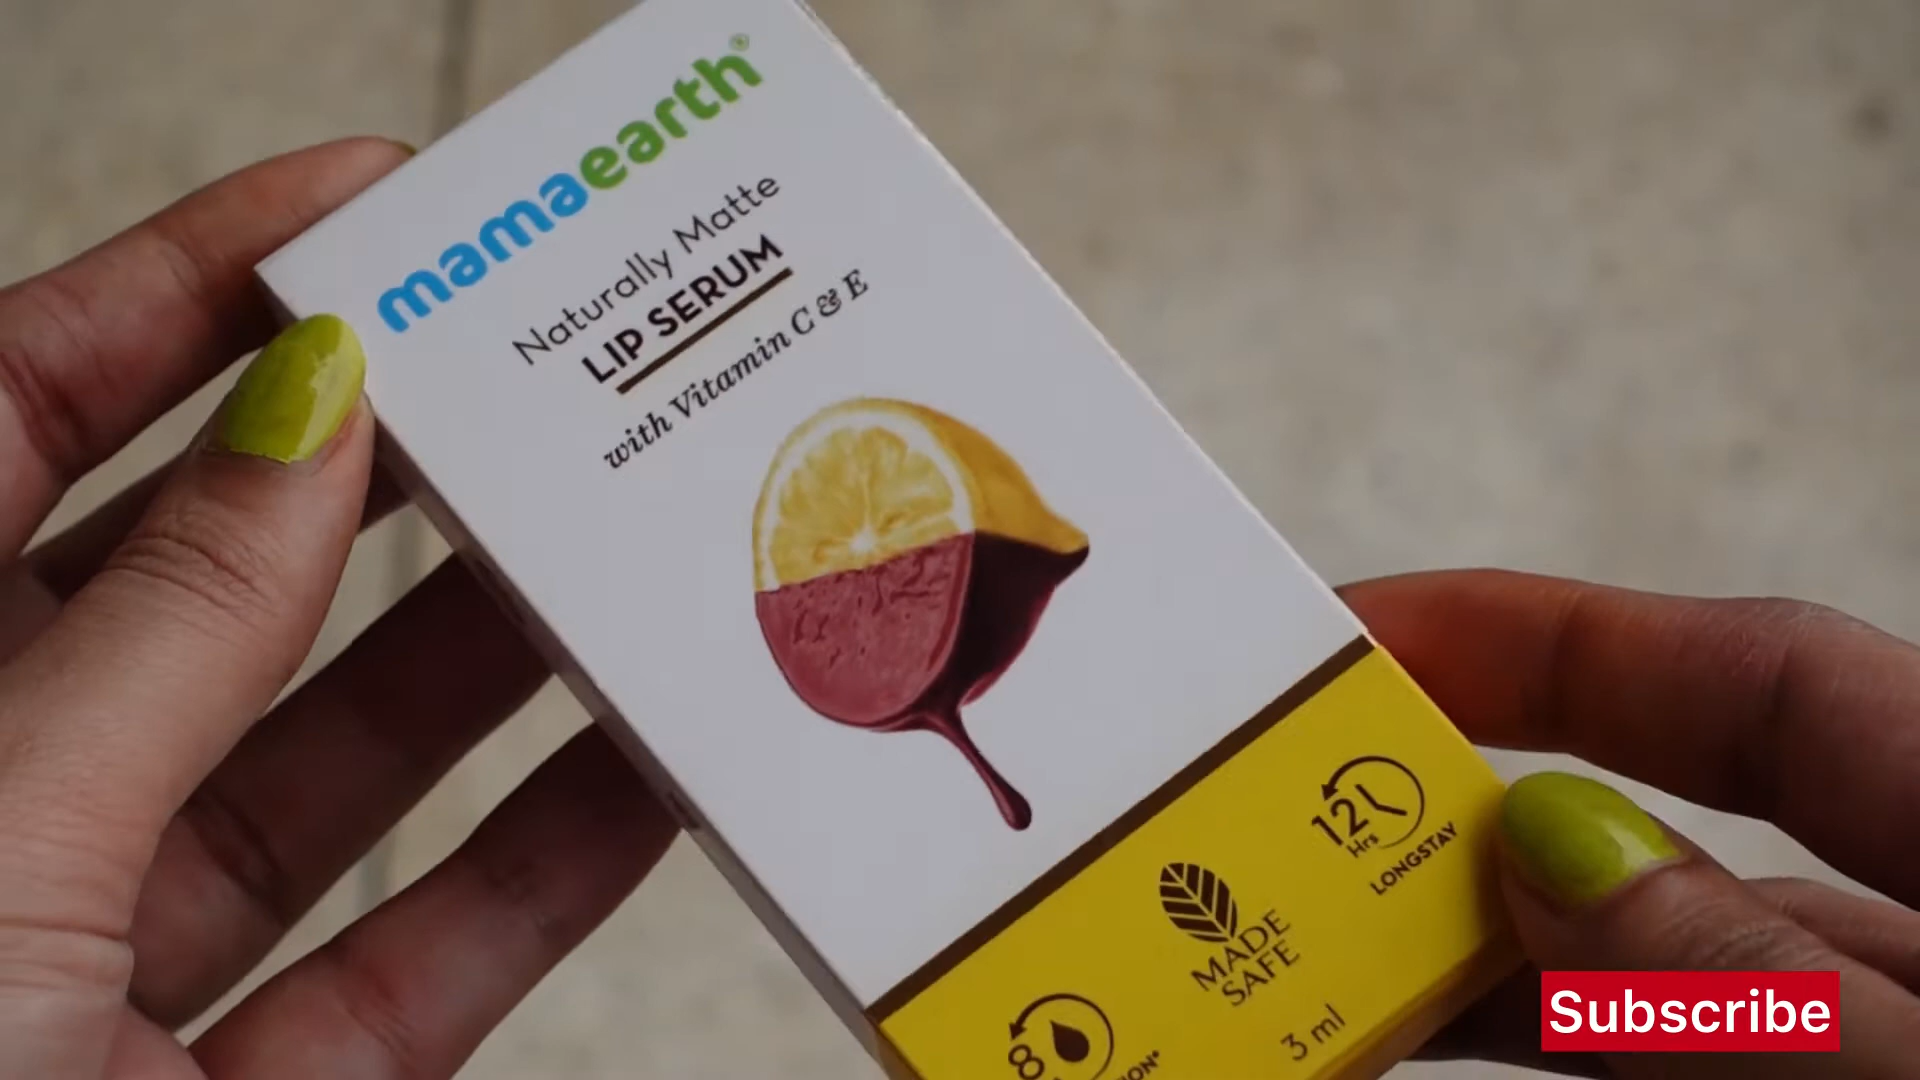 mamaearth®
Naturally Matte
LIP SERUM
with Vitamin C & E
12
Hrs
LONGSTAY
MADE
SAFE
8
3 ml
Subscribe